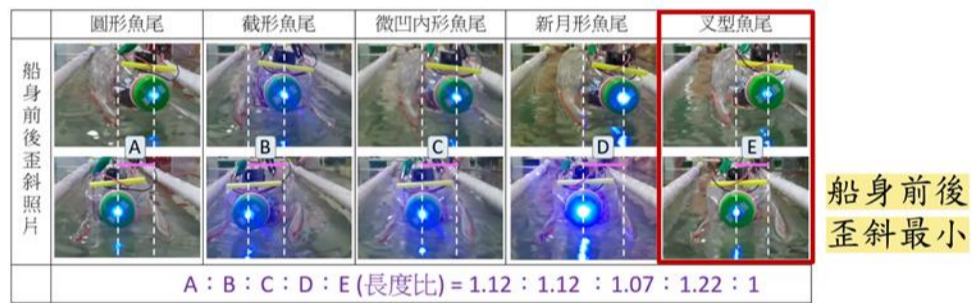 圓形魚尾 截形魚尾 微凹內形魚尾 新月形魚尾 叉型魚尾
船身前後歪斜照片
A B C D E
船身前後
歪斜最小
A：B：C：D：E (長度比) = 1.12：1.12：1.07：1.22：1